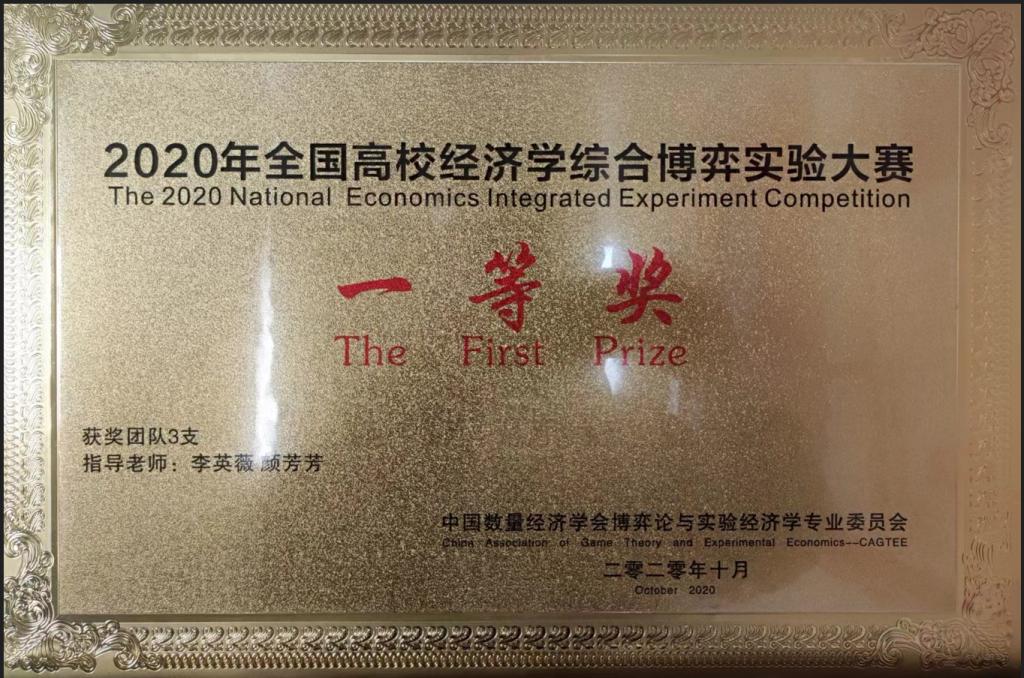 2020年全国高校经济学综合博弈实验大赛
The 2020 National Economics Integrated Experiment Competition
一等奖
The First Prize
获奖团队3支
指导老师：李英薇 颜芳芳
中国数量经济学会博弈论与实验经济学专业委员会
China Association of Game Theory and Experimental Economics--CAGTEE
二零二零年十月
October 2020